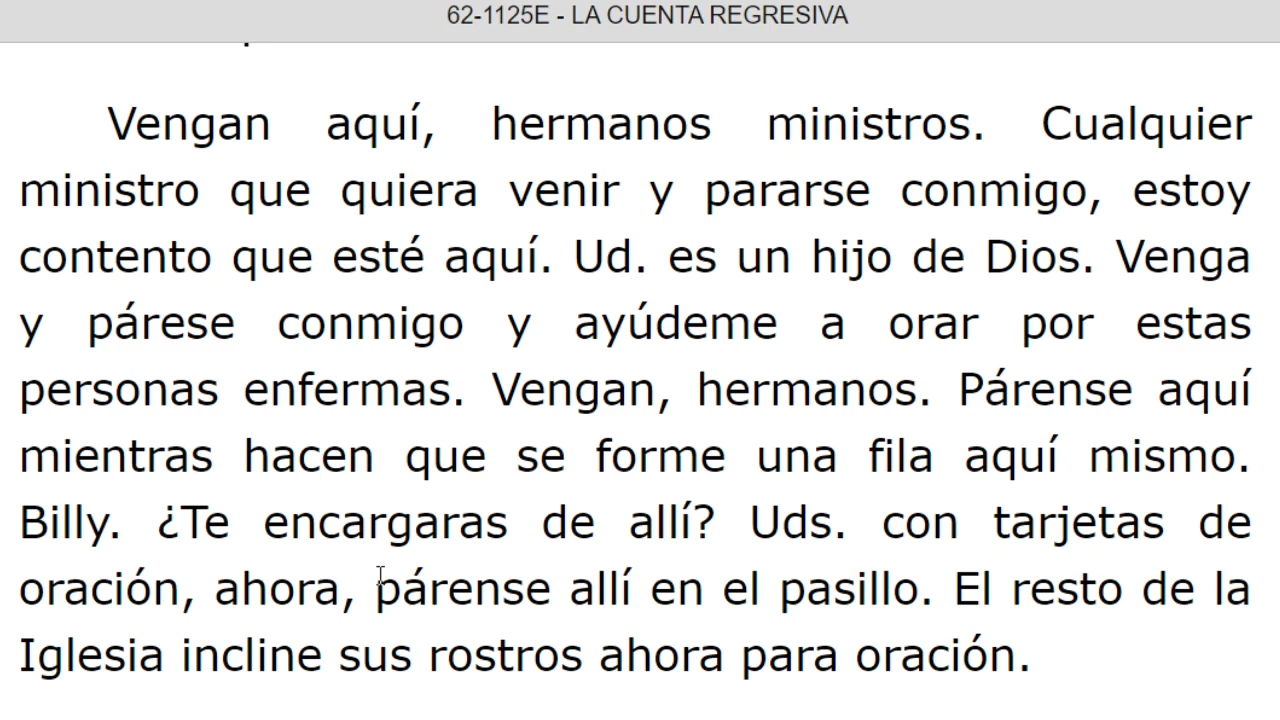 62-1125E - LA CUENTA REGRESIVA
Vengan aquí, hermanos ministros. Cualquier
ministro que quiera venir y pararse conmigo, estoy
contento que esté aquí. Ud. es un hijo de Dios. Venga
y párese conmigo y ayúdeme a orar por estas
personas enfermas. Vengan, hermanos. Párense aquí
mientras hacen que se forme una fila aquí mismo.
Billy. ¿Te encargaras de allí? Uds. con tarjetas de
oración, ahora, párense allí en el pasillo. El resto de la
Iglesia incline sus rostros ahora para oración.